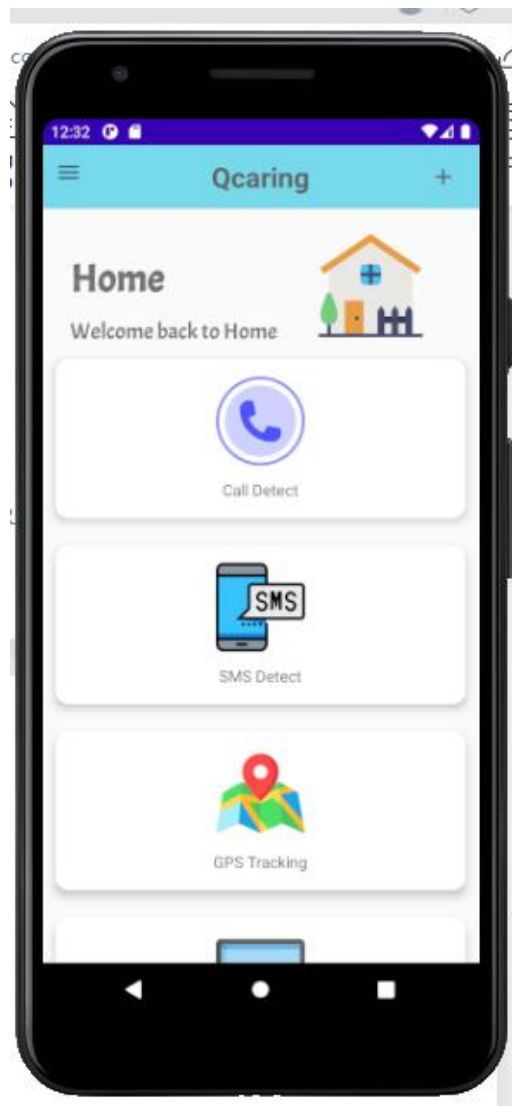 12:32
Qcaring
Home
Welcome back to Home
Call Detect
SMS
SMS Detect
GPS Tracking